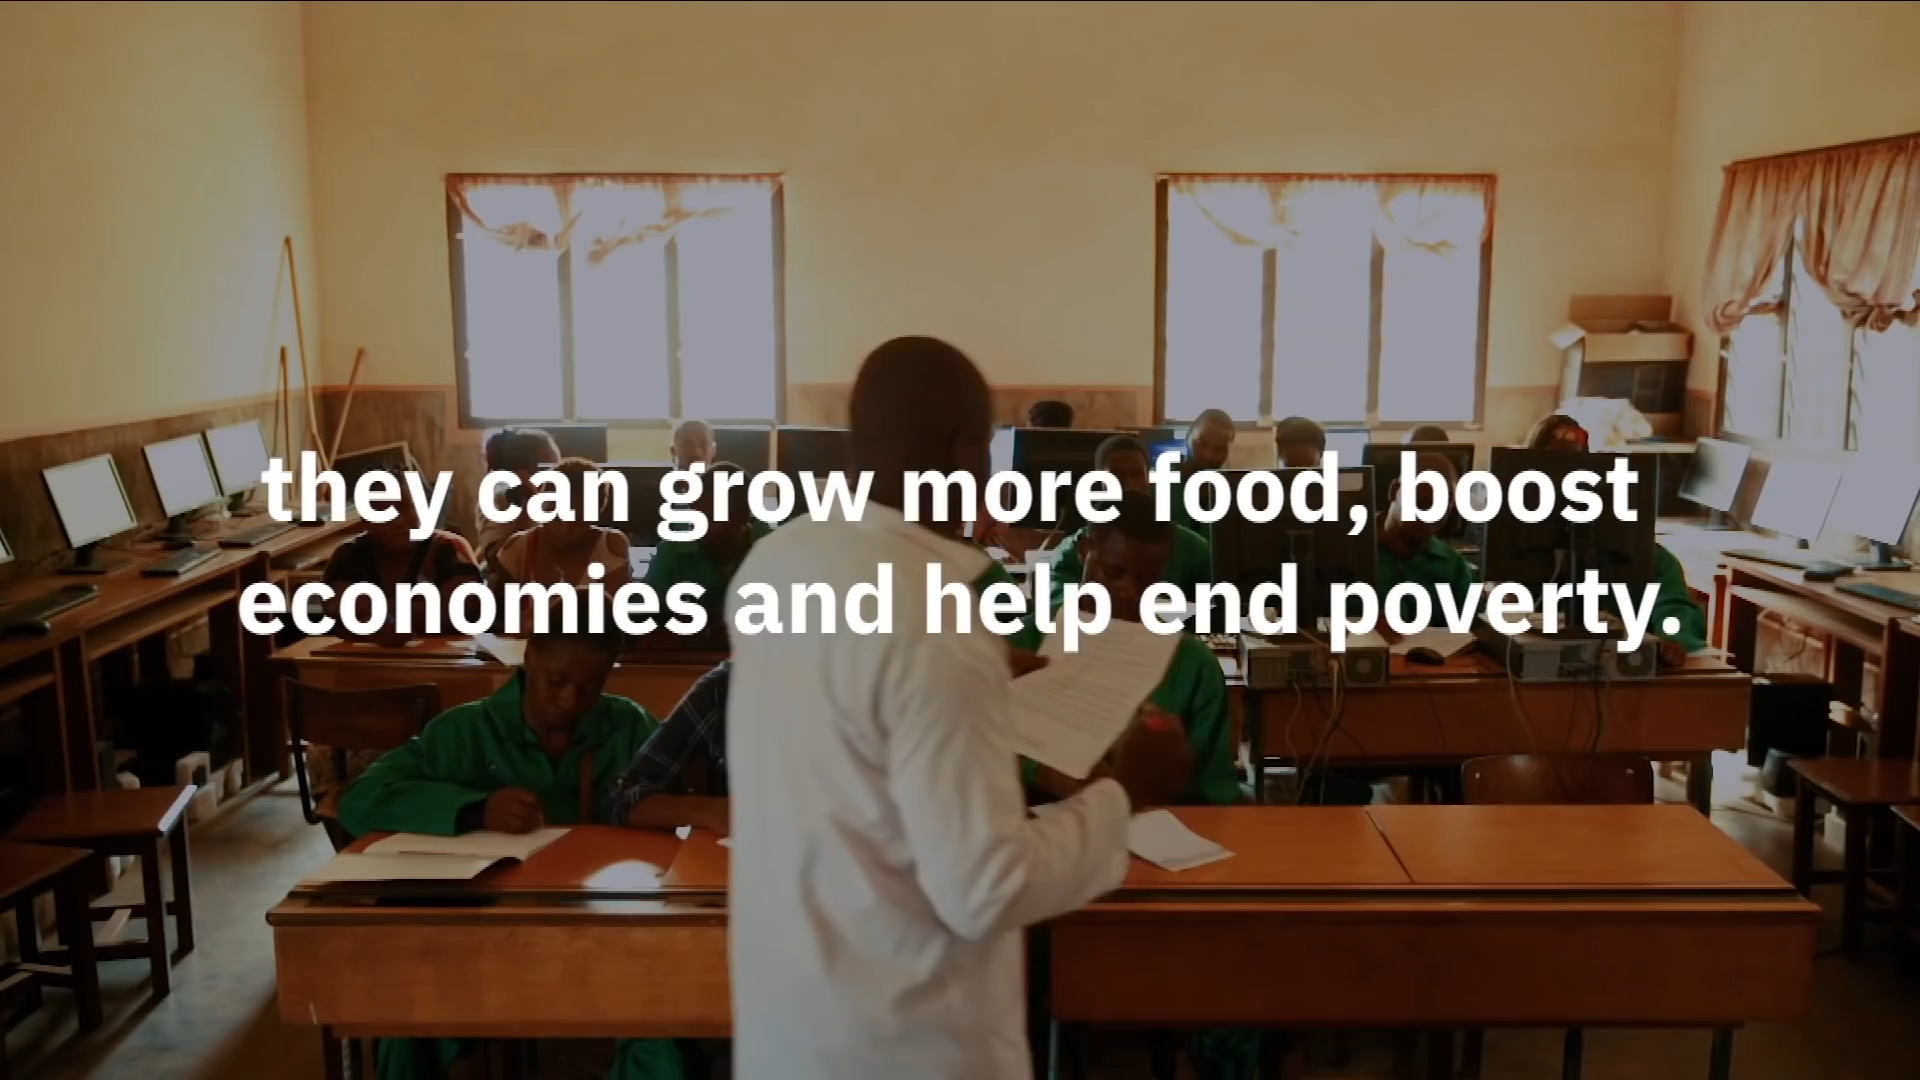 they can grow more food, boost
economies and help end poverty.